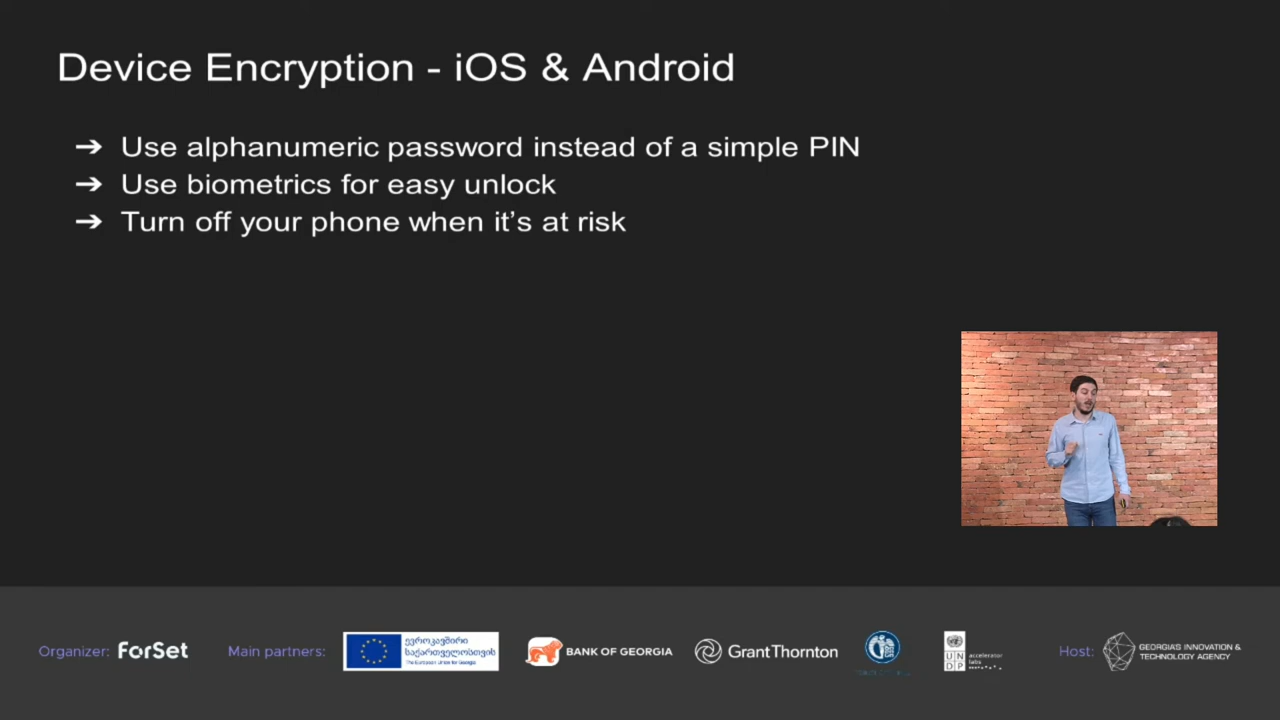 Device Encryption - iOS & Android
➔ Use alphanumeric password instead of a simple PIN
➔ Use biometrics for easy unlock
➔ Turn off your phone when it's at risk
Organizer: ForSet
Main partners:
ევროკავშირი
საქართველოსთვის
The European Union for Georgia
BANK OF GEORGIA
GrantThornton
UN
DP
accelerator
labs
Host:
GEORGIA'S INNOVATION &
TECHNOLOGY AGENCY